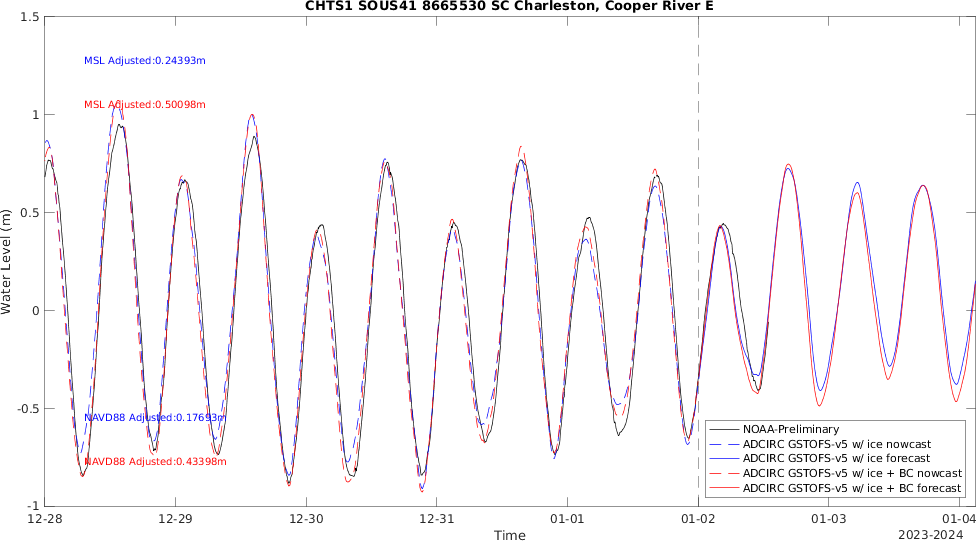 CHTS1 SOUS41 8665530 SC Charleston, Cooper River E
1.5
1
0.5
0
-0.5
-1
Water Level (m)
MSL Adjusted:0.24393m
MSL Adjusted:0.50098m
NAVD88 Adjusted:0.17693m
NAVD88 Adjusted:0.43398m
NOAA-Preliminary
ADCIRC GSTOFS-v5 w/ ice nowcast
ADCIRC GSTOFS-v5 w/ ice forecast
ADCIRC GSTOFS-v5 w/ ice + BC nowcast
ADCIRC GSTOFS-v5 w/ ice + BC forecast
12-28 12-29 12-30 12-31 01-01 01-02 01-03 01-04
Time
2023-2024